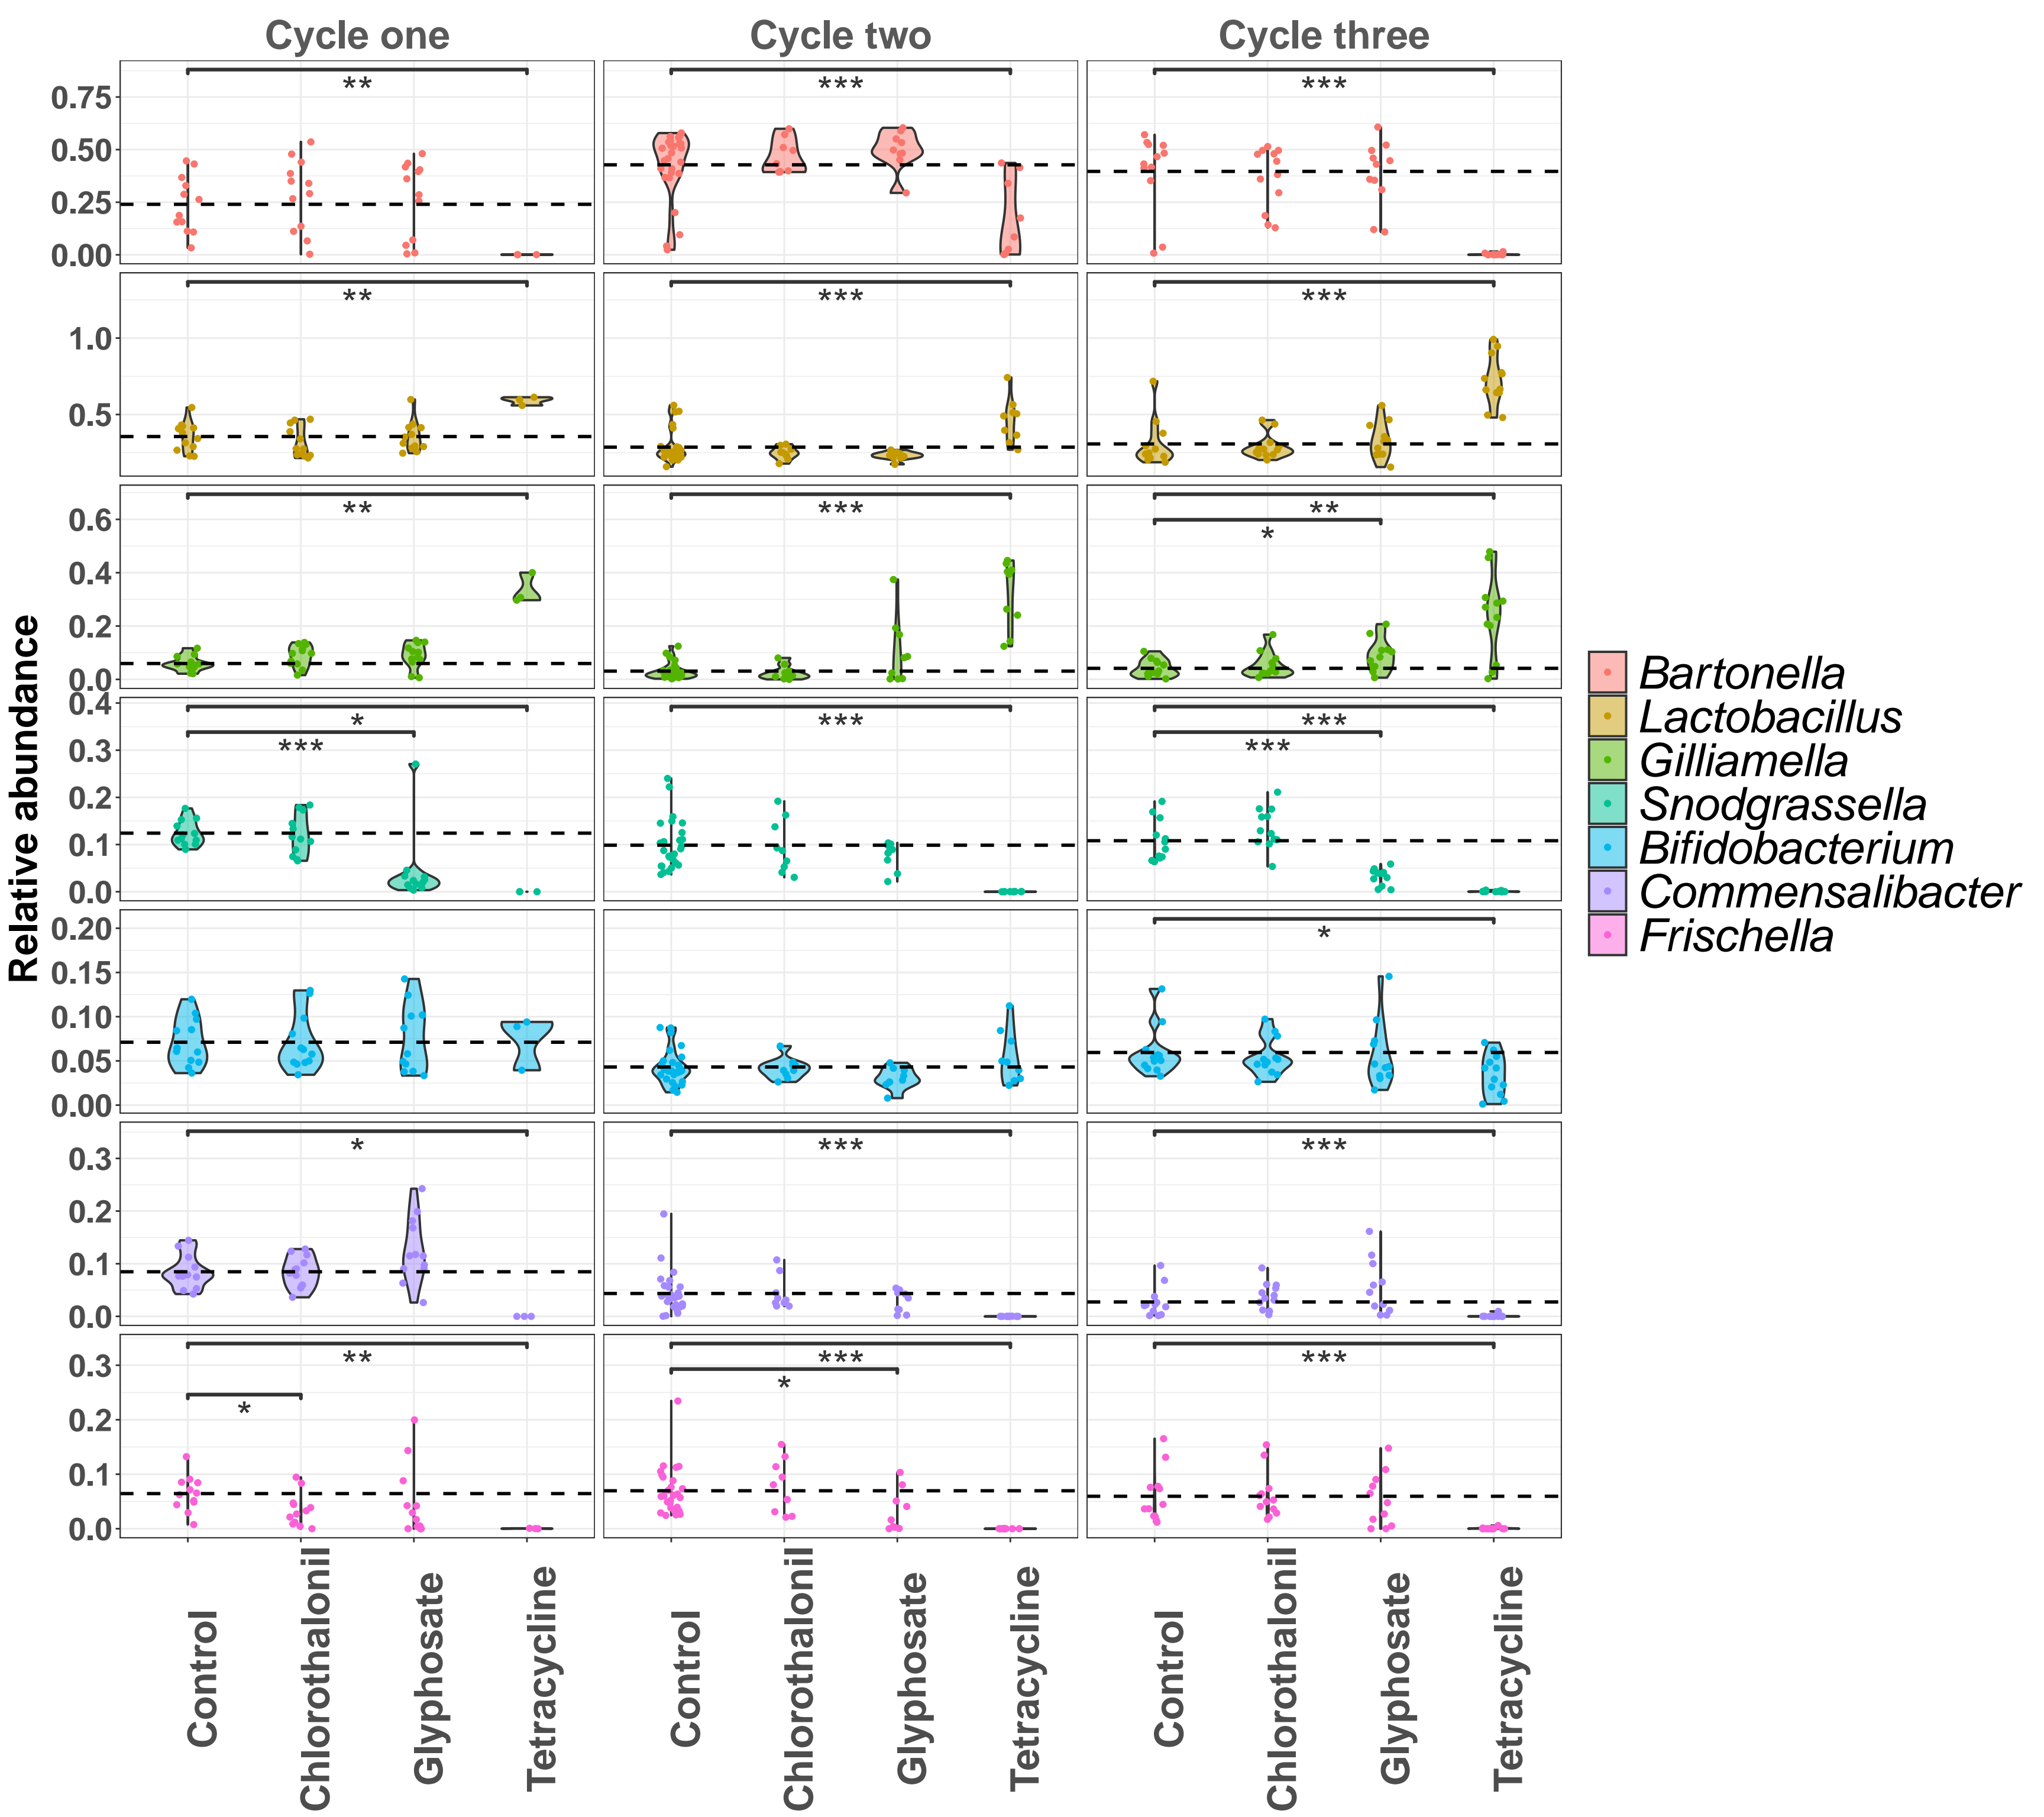 Cycle one Cycle two Cycle three
** *** ***
0.75
0.50
0.25
0.00
** *** ***
1.0
0.5
** *** **
*
0.6
0.4
0.2
0.0
* *** ***
*** ***
0.4
0.3
0.2
0.1
0.0
*
0.20
0.15
0.10
0.05
0.00
* *** ***
0.3
0.2
0.1
0.0
** *** ***
* *
0.3
0.2
0.1
0.0
Relative abundance
Control Chlorothalonil Glyphosate Tetracycline
Control Chlorothalonil Glyphosate Tetracycline
Control Chlorothalonil Glyphosate Tetracycline
Bartonella
Lactobacillus
Gilliamella
Snodgrassella
Bifidobacterium
Commensalibacter
Frischella